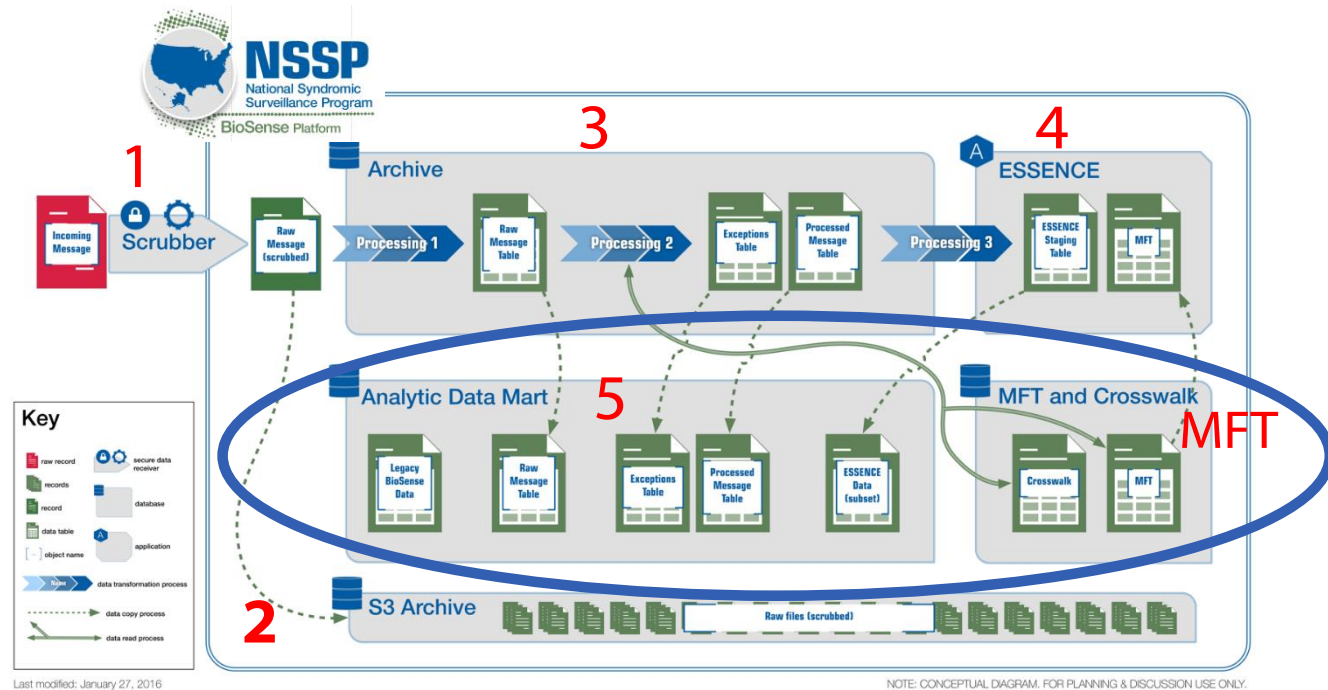 NSSP
National Syndromic
Surveillance Program
BioSense Platform
1
3
4
Archive
ESSENCE
Incoming
Message
Scrubber
Raw
Message
(scrubbed)
Processing 1
Raw
Message
Table
Processing 2
Exceptions
Table
Processed
Message
Table
Processing 3
ESSENCE
Staging
Table
MFT
A
Analytic Data Mart
5
MFT and Crosswalk
MFT
Legacy
BioSense
Data
Raw
Message
Table
Exceptions
Table
Processed
Message
Table
ESSENCE
Data
(subset)
Crosswalk
MFT
2
S3 Archive
Raw files (scrubbed)
Key
raw record
records
record
data table
[...] object name
secure data
receiver
database
A
application
Name
data transformation process
data copy process
data read process
Last modified: January 27, 2016
NOTE: CONCEPTUAL DIAGRAM. FOR PLANNING & DISCUSSION USE ONLY.